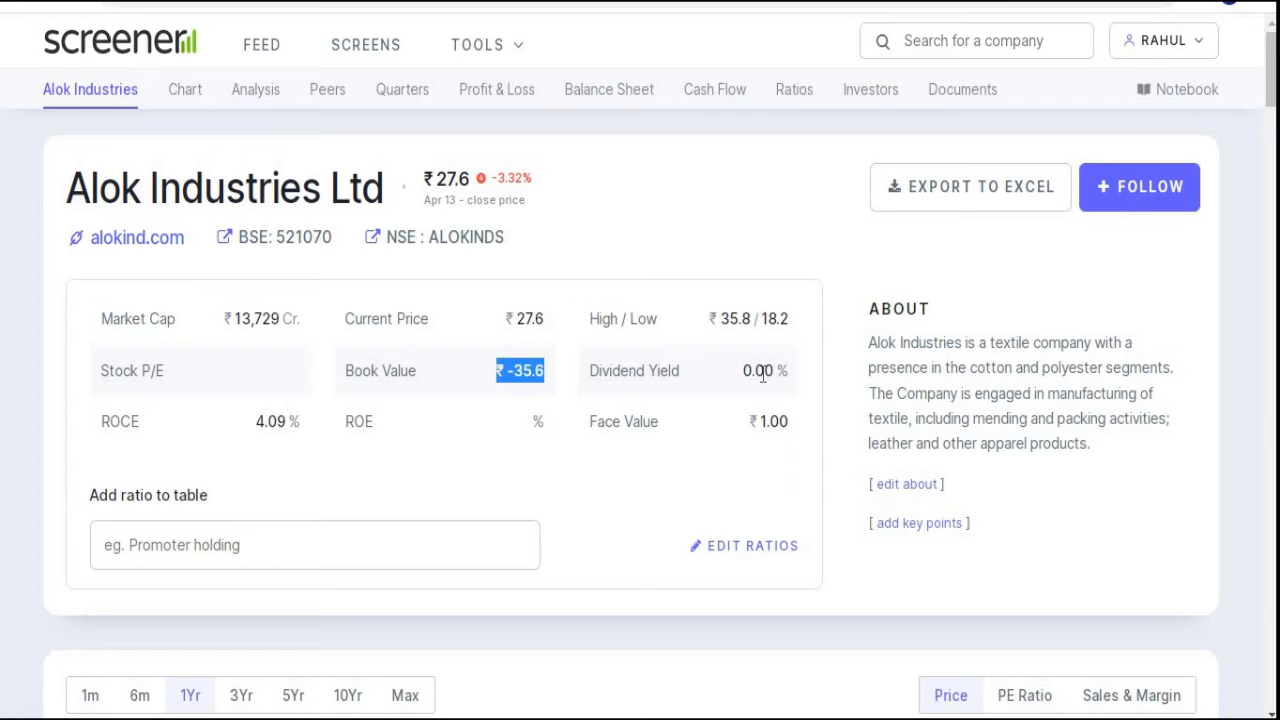 screener FEED SCREENS TOOLS Search for a company RAHUL
Alok Industries Chart Analysis Peers Quarters Profit & Loss Balance Sheet Cash Flow Ratios Investors Documents Notebook
Alok Industries Ltd · ₹ 27.6 -3.32%
Apr 13 - close price
EXPORT TO EXCEL + FOLLOW
alokind.com BSE: 521070 NSE : ALOKINDS
Market Cap ₹ 13,729 Cr. Current Price ₹ 27.6 High / Low ₹ 35.8 / 18.2
Stock P/E Book Value ₹ -35.6 Dividend Yield 0.00 %
ROCE 4.09 % ROE % Face Value ₹ 1.00
Add ratio to table
eg. Promoter holding EDIT RATIOS
ABOUT
Alok Industries is a textile company with a
presence in the cotton and polyester segments.
The Company is engaged in manufacturing of
textile, including mending and packing activities;
leather and other apparel products.
[ edit about ]
[ add key points ]
1m 6m 1Yr 3Yr 5Yr 10Yr Max Price PE Ratio Sales & Margin